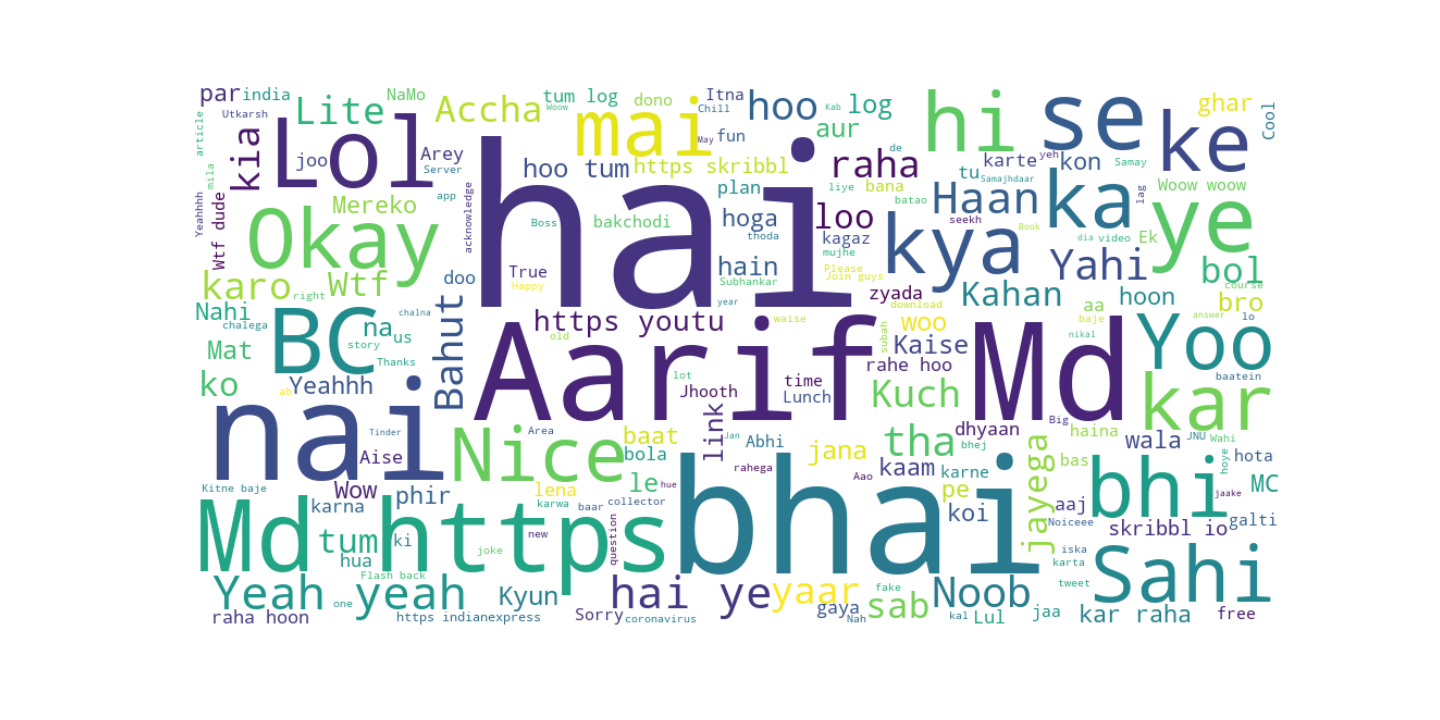 par
india
NaMo
Utkarsh
Lite
Accha
tum log
Woow
dono
Itna
Chill
hoo
Kab
log
aur
hi
se
ke
ghar
Cool
article
mila
kia
joo
Lol
Arey
Server
mai
May
fun
hoo tum
https skribbl
raha
de
karte
kon
yeh
Samay
tu
Samajhdaar
Woow woow
Yeahhhh
Wtf dude
Mereko
Okay
app
acknowledge
hai
Boss
bakchodi
plan
hoga
thoda
liye
bana
batao
loo
kagaz
mujhe
Haan
seekh
Book
ka
lag
ye
dia
video
Ek
karo
right
Wtf
doo
True
Happy
hain
Subhankar
year
Please
Join guys
kya
zyada
download
Yahi
Kahan
hoon
aa
bol
course
bro
lo
Nahi
chalega
chalna
Mat
BC
na
us
story
Thanks
Bahut
https youtu
old
waise
subah
woo
Kaise
baje
nikal
answer
Yoo
baatein
ko
Yeahhh
ab
Aarif
Md
lot
Jhooth
time
Lunch
rahe hoo
Kuch
kar
nai
Tinder
Aise
Nice
Area
baat
bola
link
Jan
Abhi
rahega
jana
Aao
tha
kaam
dhyaan
bhej
karne
Big
haina
wala
JNU
Wahi
hota
Kitne baje
karna
Wow
phir
lena
karwa
baar
collector
le
hue
bhai
pe
koi
jayega
bas
aaj
Noiceee
bhi
hoye
jaake
MC
skribbl io
galti
Md
tum
hua
ki
https
joke
new
question
iska
karta
tweet
Sahi
Flash back
Yeah yeah
one
Kyun
hai ye
yaar
fake
sab
Noob
raha hoon
https indianexpress
Sorry
coronavirus
gaya
Nah
kal
Lul
jaa
kar raha
free